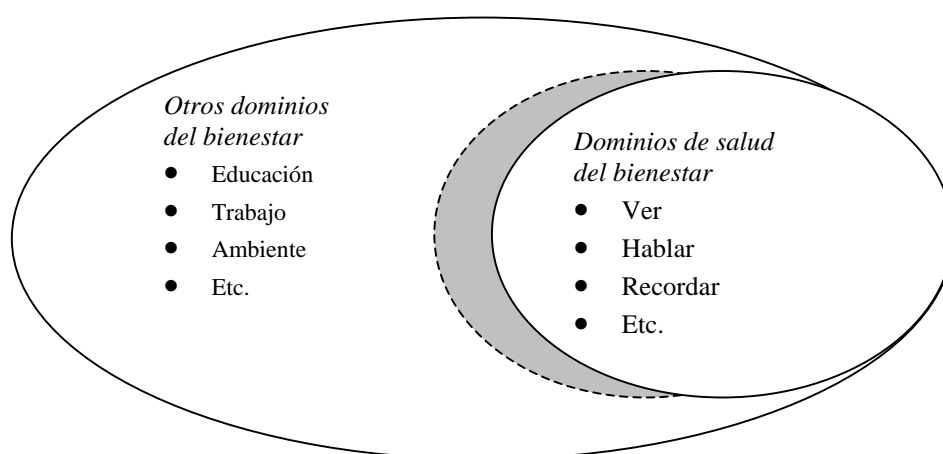 Otros dominios
del bienestar
● Educación
● Trabajo
● Ambiente
● Etc.
Dominios de salud
del bienestar
● Ver
● Hablar
● Recordar
● Etc.